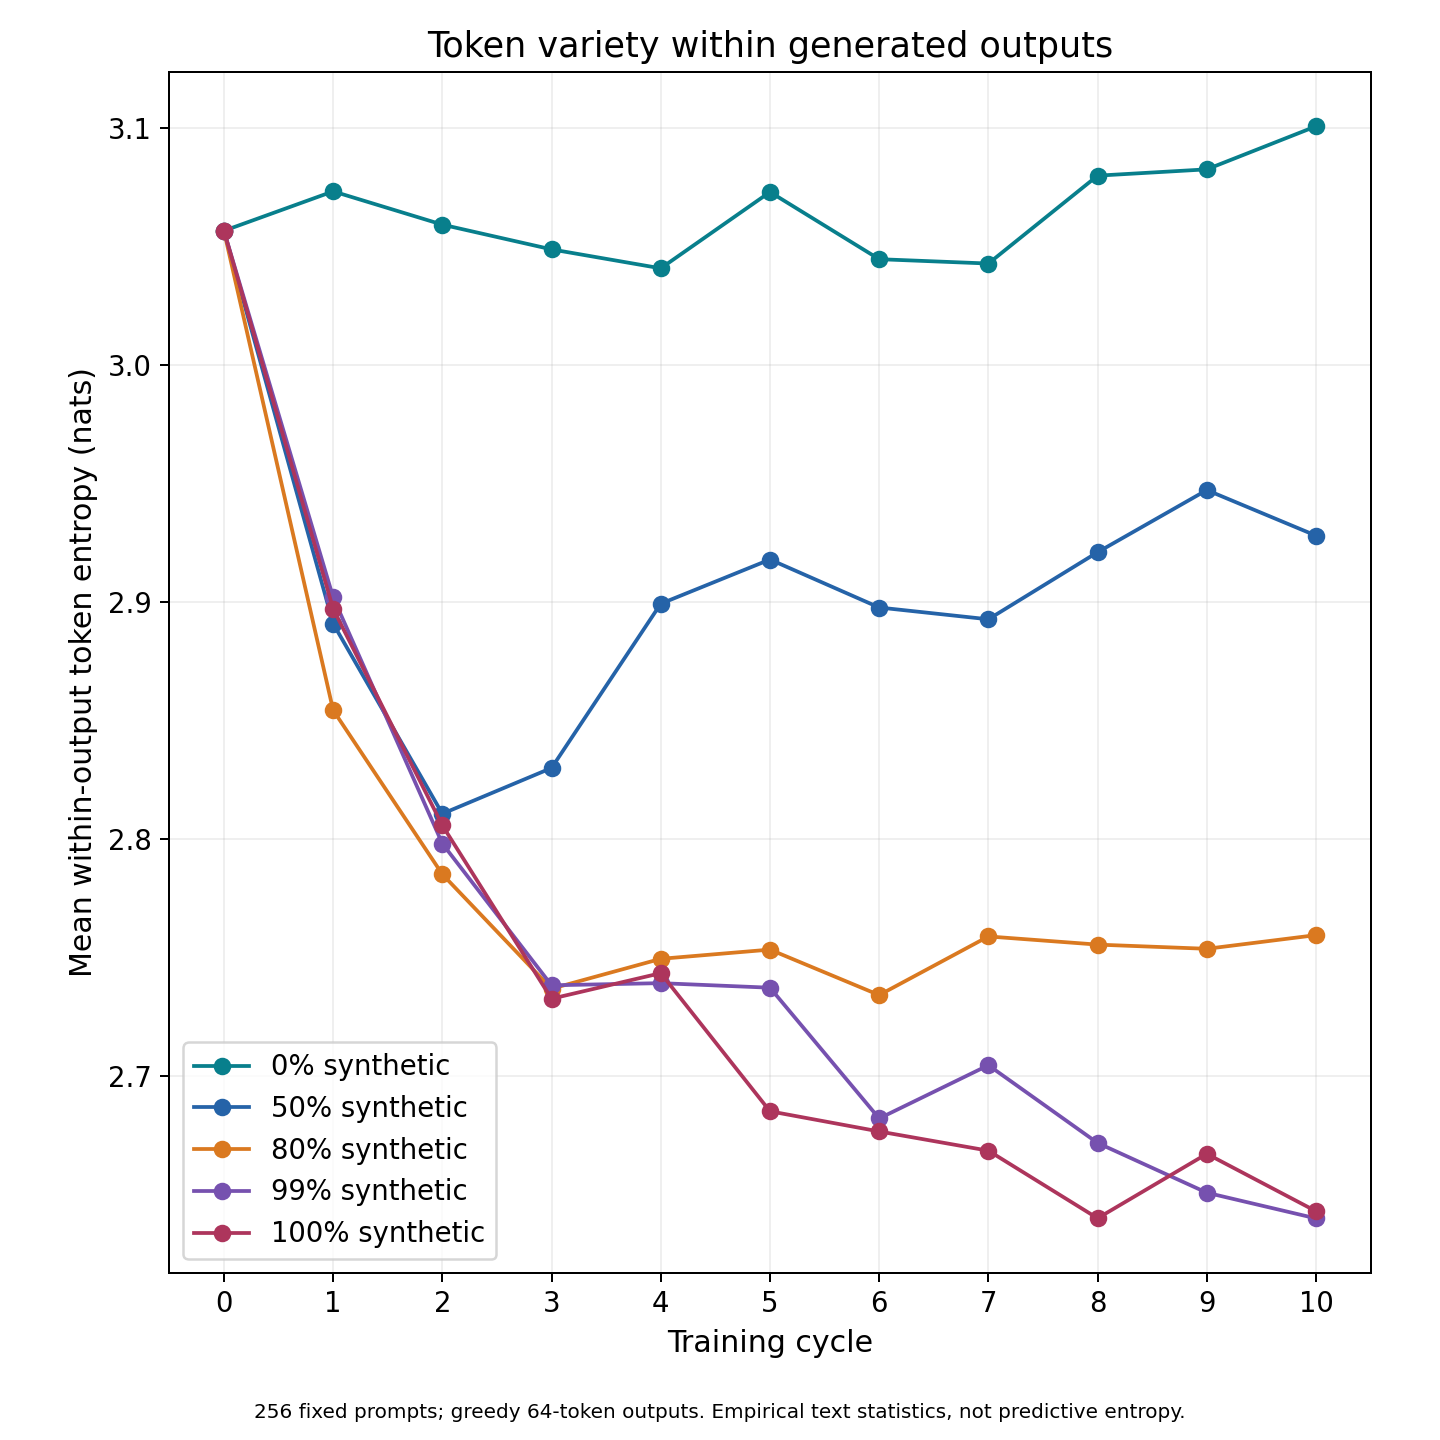 Token variety within generated outputs
Mean within-output token entropy (nats)
3.1
3.0
2.9
2.8
2.7
0% synthetic
50% synthetic
80% synthetic
99% synthetic
100% synthetic
0 1 2 3 4 5 6 7 8 9 10
Training cycle
256 fixed prompts; greedy 64-token outputs. Empirical text statistics, not predictive entropy.